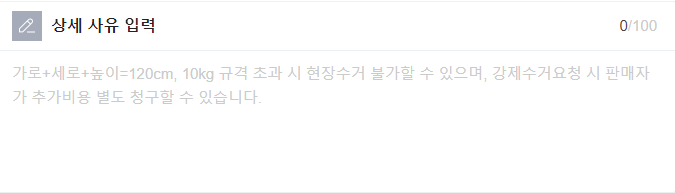 상세 사유 입력 0/100
가로+세로+높이=120cm, 10kg 규격 초과 시 현장수거 불가할 수 있으며, 강제수거요청 시 판매자
가 추가비용 별도 청구할 수 있습니다.